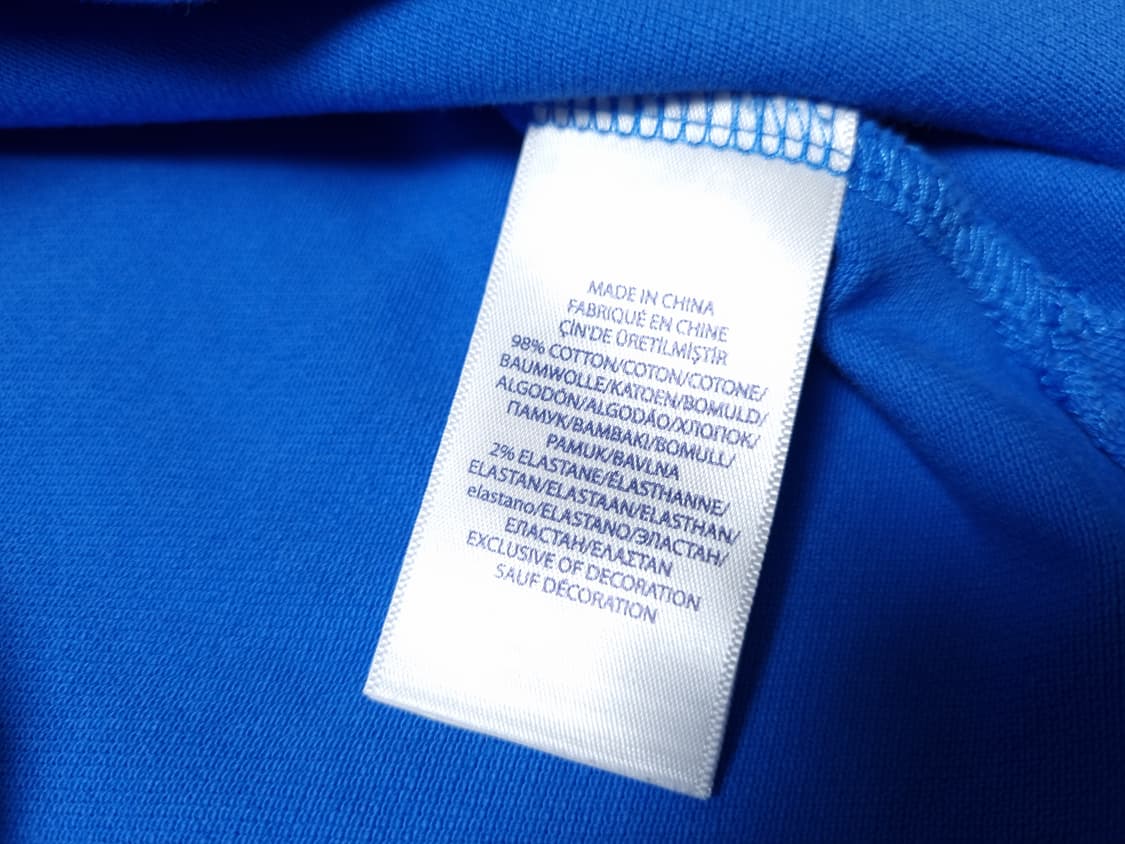 MADE IN CHINA
FABRIQUÉ EN CHINE
ÇİN'DE ÜRETİLMİŞTİR
98% COTTON/COTON/COTONE/
BAUMWOLLE/KATOEN/BOMULD/
ALGODÓN/ALGODÃO/ХЛОПОК/
ПАМУК/BAMBAKI/BOMULL/
PAMUK/BAVLNA
2% ELASTANE/ÉLASTHANNE/
ELASTAN/ELASTAAN/ELASTHAN/
elastano/ELASTANO/ЭЛАСТАН/
ЕЛАСТАН/ΕΛΑΣΤΑΝ
EXCLUSIVE OF DECORATION
SAUF DÉCORATION